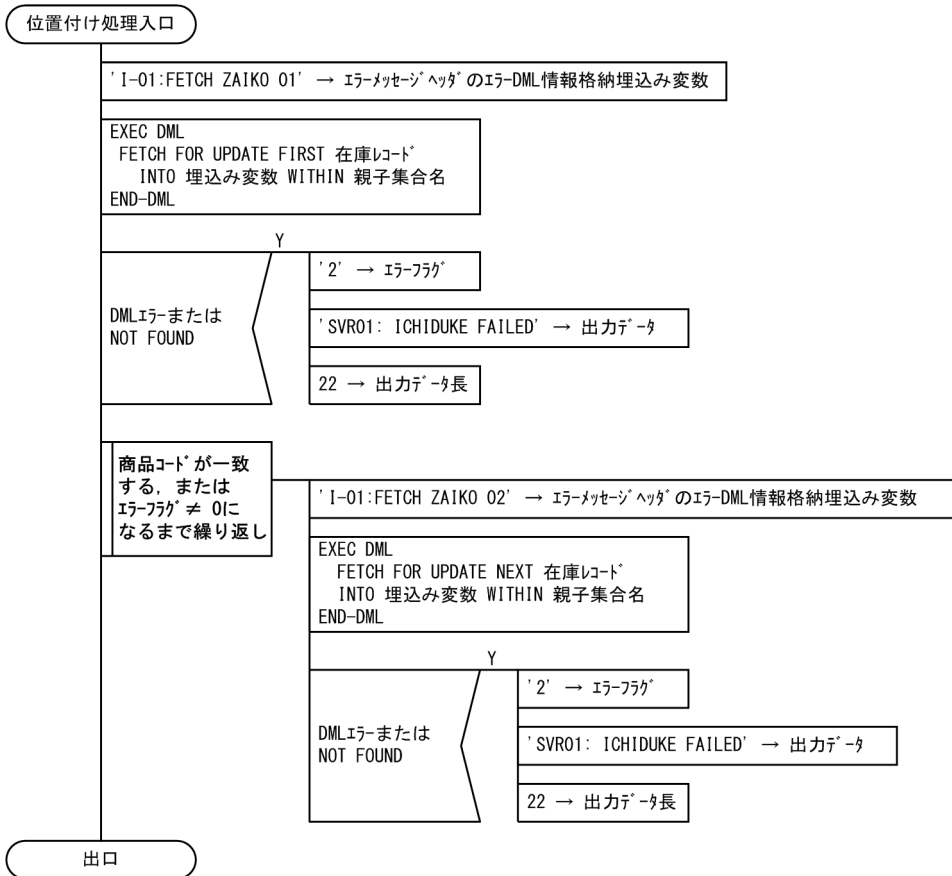 位置付け処理入口
'I-01:FETCH ZAIKO 01' → ｴﾗｰﾒｯｾｰｼﾞﾍｯﾀﾞのｴﾗｰDML情報格納埋込み変数
EXEC DML
FETCH FOR UPDATE FIRST 在庫ﾚｺｰﾄﾞ
INTO 埋込み変数 WITHIN 親子集合名
END-DML
Y
DMLｴﾗｰまたは
NOT FOUND
'2' → ｴﾗｰﾌﾗｸﾞ
'SVR01: ICHIDUKE FAILED' → 出力ﾃﾞｰﾀ
22 → 出力ﾃﾞｰﾀ長
商品ｺｰﾄﾞが一致
する，または
ｴﾗｰﾌﾗｸﾞ≠ 0に
なるまで繰り返し
'I-01:FETCH ZAIKO 02' → ｴﾗｰﾒｯｾｰｼﾞﾍｯﾀﾞのｴﾗｰDML情報格納埋込み変数
EXEC DML
FETCH FOR UPDATE NEXT 在庫ﾚｺｰﾄﾞ
INTO 埋込み変数 WITHIN 親子集合名
END-DML
Y
DMLｴﾗｰまたは
NOT FOUND
'2' → ｴﾗｰﾌﾗｸﾞ
'SVR01: ICHIDUKE FAILED' → 出力ﾃﾞｰﾀ
22 → 出力ﾃﾞｰﾀ長
出口